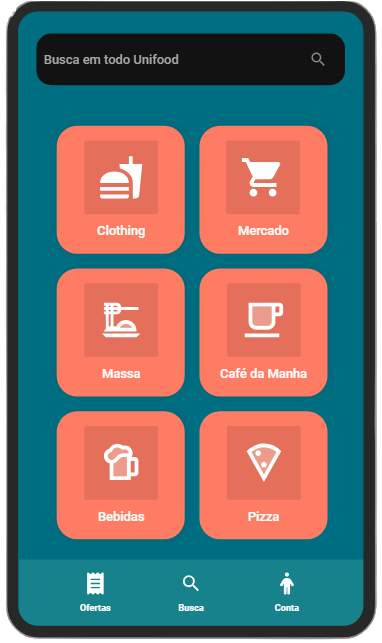 Busca em todo Unifood
Clothing
Mercado
Massa
Café da Manha
Bebidas
Pizza
Ofertas
Busca
Conta